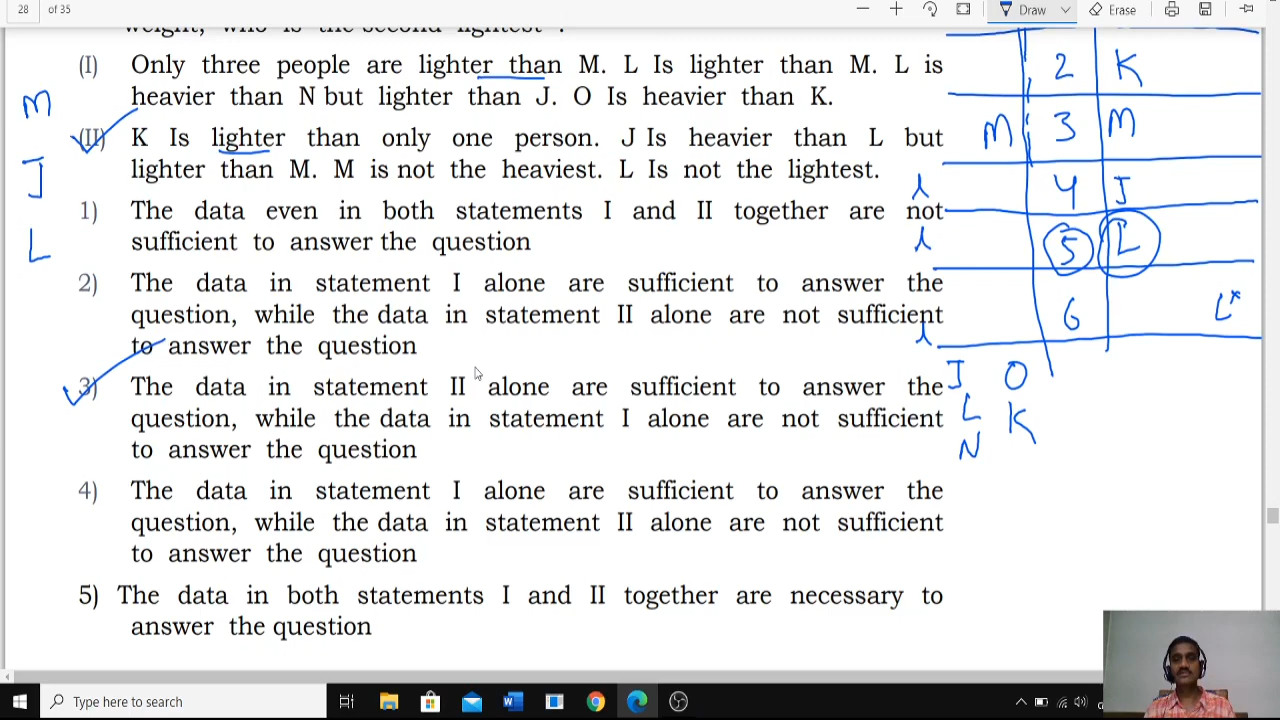 28 of 35
Draw
Erase
weight, who is the second lightest ?
(I) Only three people are lighter than M. L Is lighter than M. L is
heavier than N but lighter than J. O Is heavier than K.
(II) K Is lighter than only one person. J Is heavier than L but
lighter than M. M is not the heaviest. L Is not the lightest.
1) The data even in both statements I and II together are not
sufficient to answer the question
2) The data in statement I alone are sufficient to answer the
question, while the data in statement II alone are not sufficient
to answer the question
3) The data in statement II alone are sufficient to answer the
question, while the data in statement I alone are not sufficient
to answer the question
4) The data in statement I alone are sufficient to answer the
question, while the data in statement II alone are not sufficient
to answer the question
5) The data in both statements I and II together are necessary to
answer the question
M
J
L
2 K
M 3 M
4 J
5 L
6 L
J O
L K
N
Type here to search